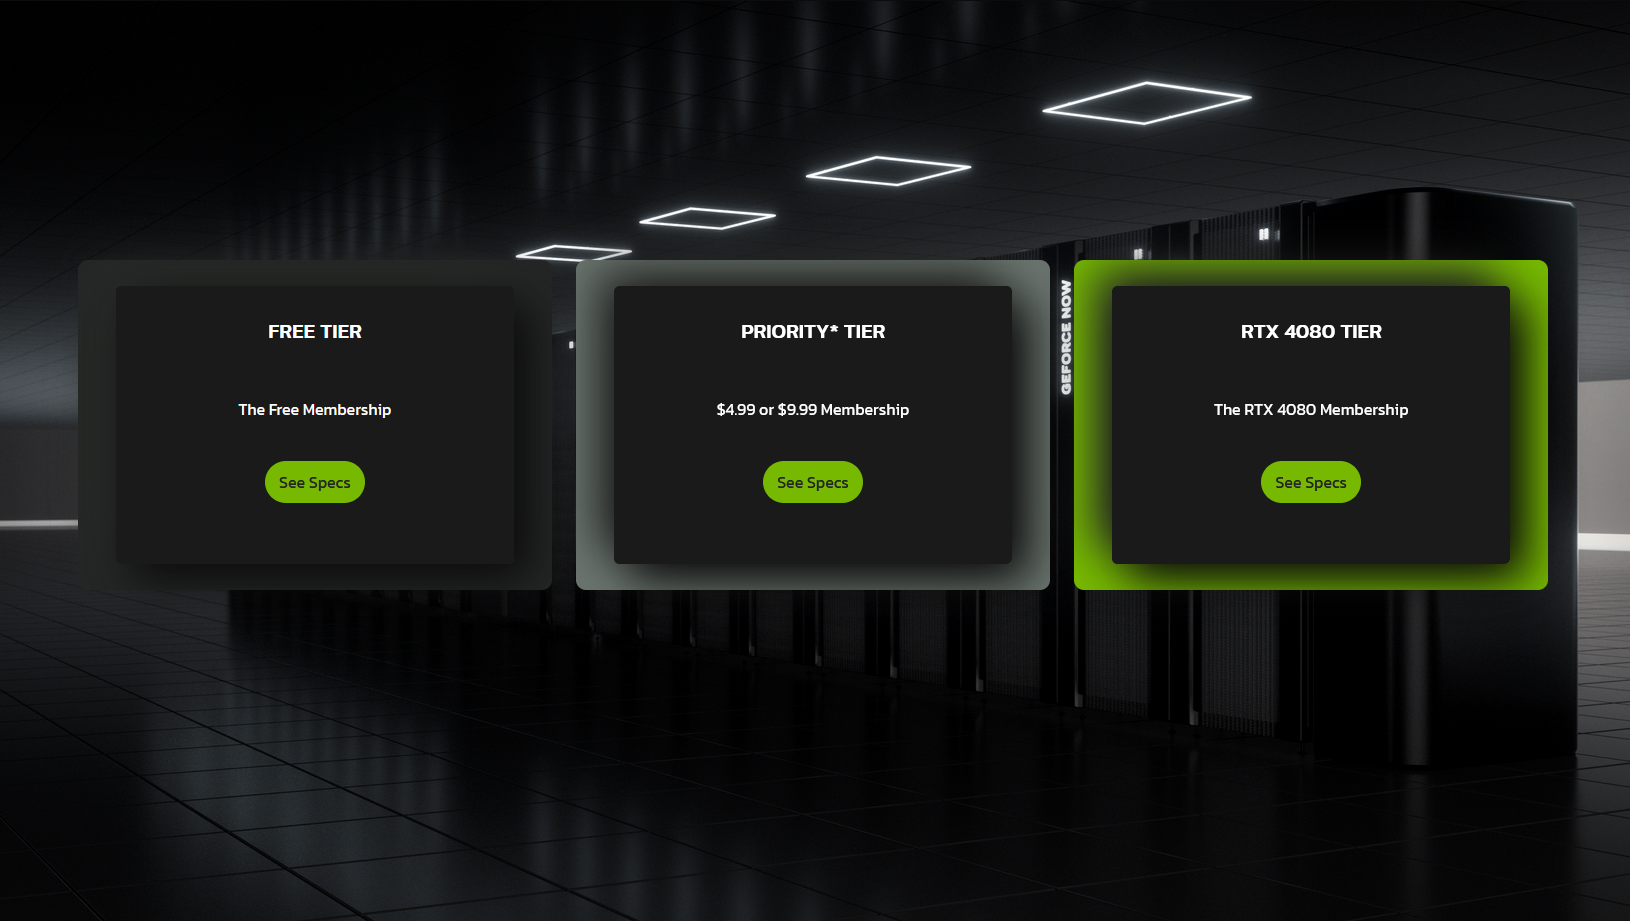 FREE TIER
The Free Membership
See Specs
PRIORITY* TIER
$4.99 or $9.99 Membership
See Specs
GEFORCE NOW
RTX 4080 TIER
The RTX 4080 Membership
See Specs